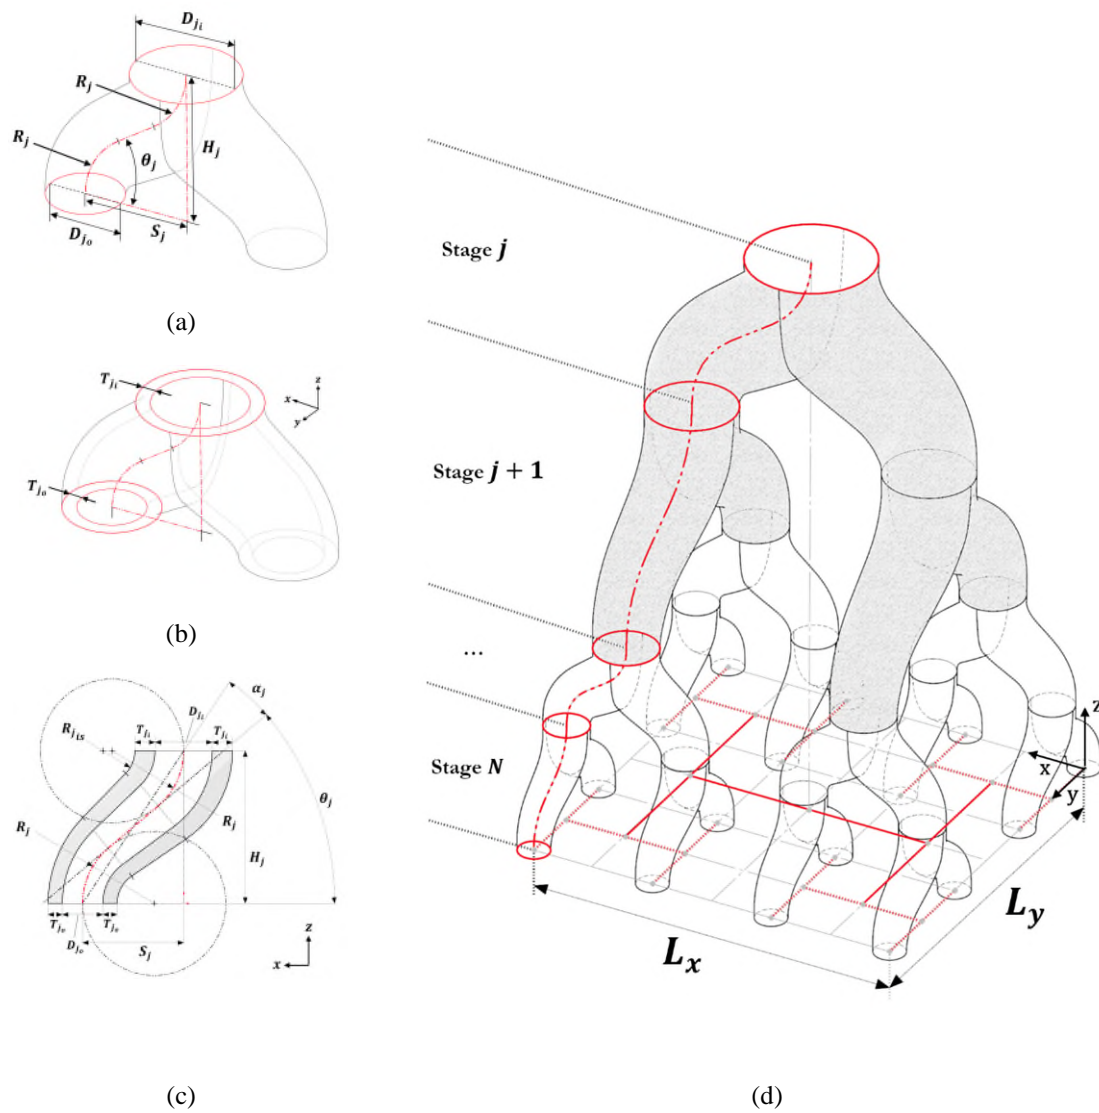 D_{j_i}
R_j
R_j
H_j
θ_j
S_j
D_{j_o}
(a)
T_{j_i}
z
x
y
T_{j_o}
(b)
α_j
D_{j_i}
R_{j_{is}}
T_{j_i}
T_{j_i}
θ_j
R_j
R_j
H_j
T_{j_o}
T_{j_o}
D_{j_o}
S_j
z
x
(c)
Stage j
Stage j + 1
...
Stage N
z
x
y
L_y
L_x
(d)